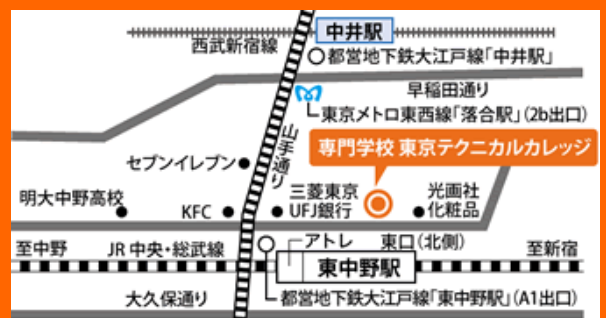 中井駅
西武新宿線
都営地下鉄大江戸線「中井駅」
早稲田通り
東京メトロ東西線「落合駅」(2b出口)
山手通り
専門学校 東京テクニカルカレッジ
セブンイレブン
明大中野高校
KFC
三菱東京
UFJ銀行
光画社
化粧品
至中野
JR 中央・総武線
アトレ
東口(北側)
至新宿
東中野駅
大久保通り
都営地下鉄大江戸線「東中野駅」(A1出口)